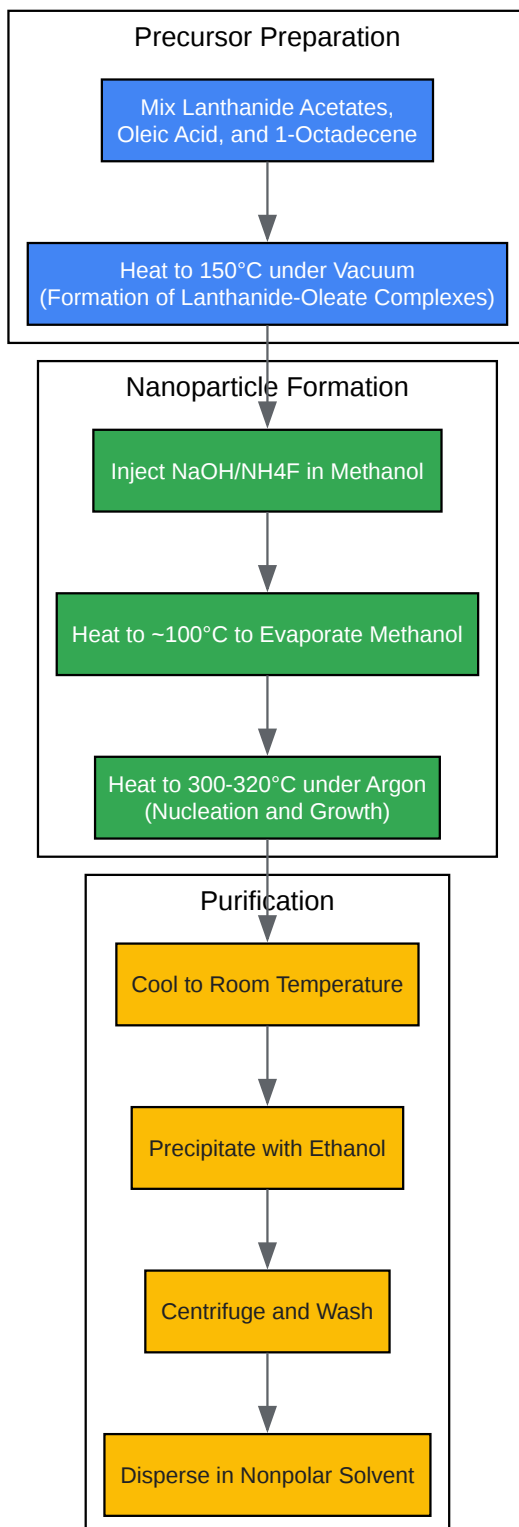 Precursor Preparation
Mix Lanthanide Acetates,
Oleic Acid, and 1-Octadecene
Heat to 150°C under Vacuum
(Formation of Lanthanide-Oleate Complexes)
Nanoparticle Formation
Inject NaOH/NH4F in Methanol
Heat to ~100°C to Evaporate Methanol
Heat to 300-320°C under Argon
(Nucleation and Growth)
Purification
Cool to Room Temperature
Precipitate with Ethanol
Centrifuge and Wash
Disperse in Nonpolar Solvent